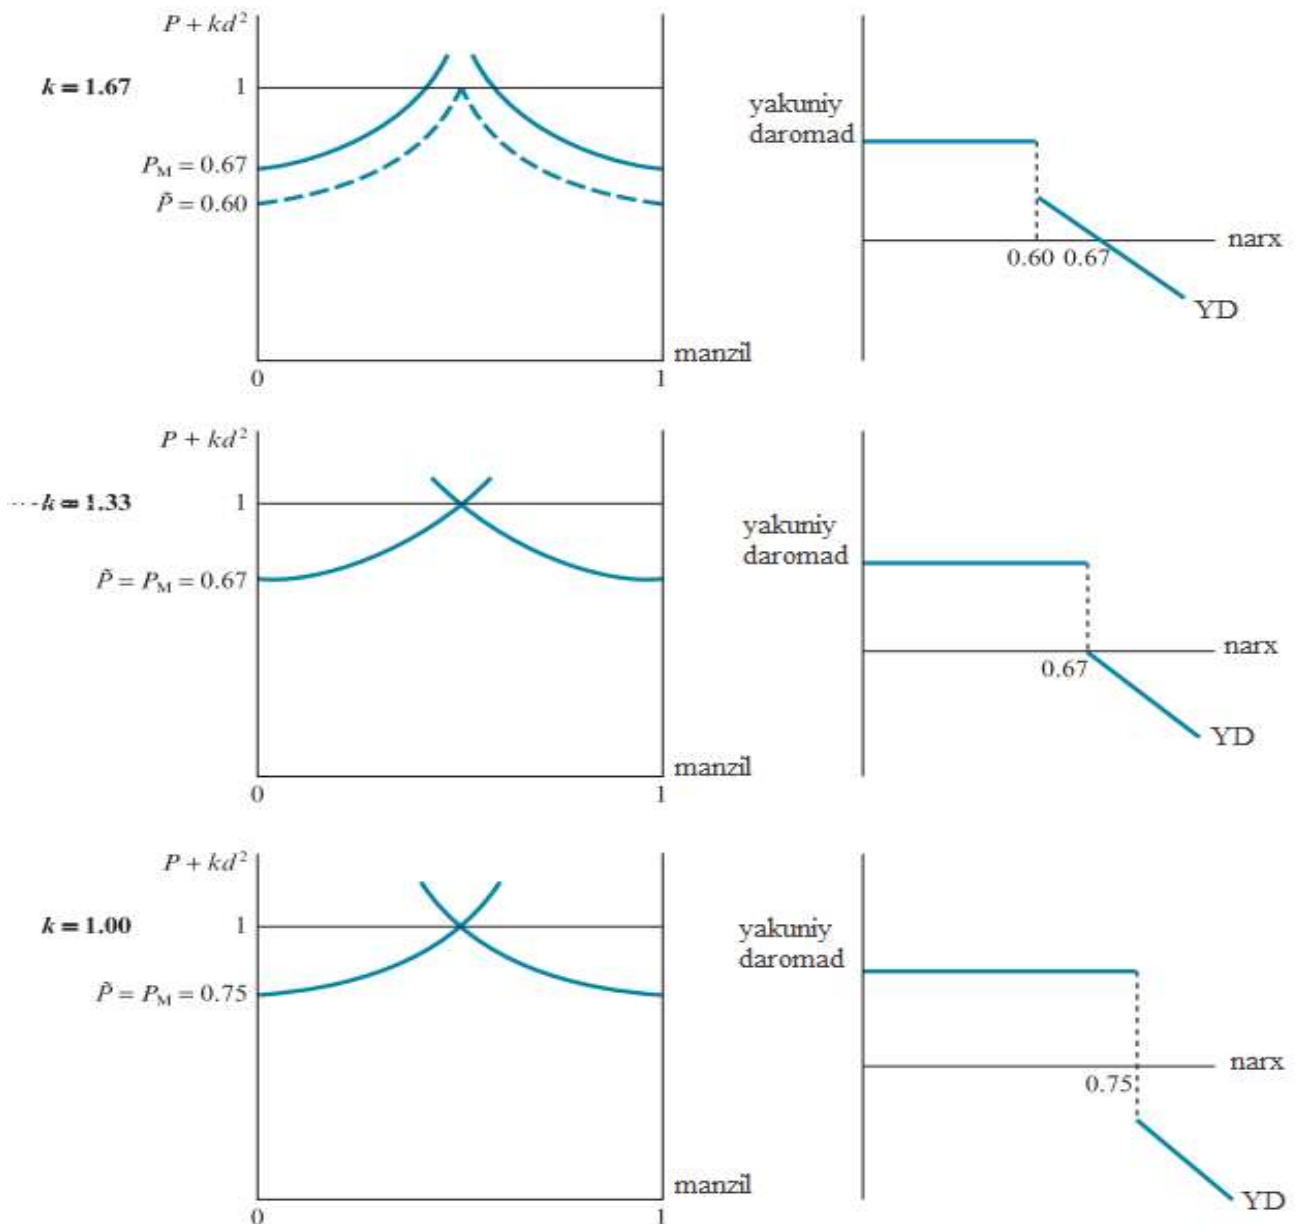 P + kd²
k = 1.67
1
P_M = 0.67
P̃ = 0.60
manzil
0
1
yakuniy
daromad
narx
0.60 0.67
YD
P + kd²
k = 1.33
1
P̃ = P_M = 0.67
manzil
0
1
yakuniy
daromad
narx
0.67
YD
P + kd²
k = 1.00
1
P̃ = P_M = 0.75
manzil
0
1
yakuniy
daromad
narx
0.75
YD